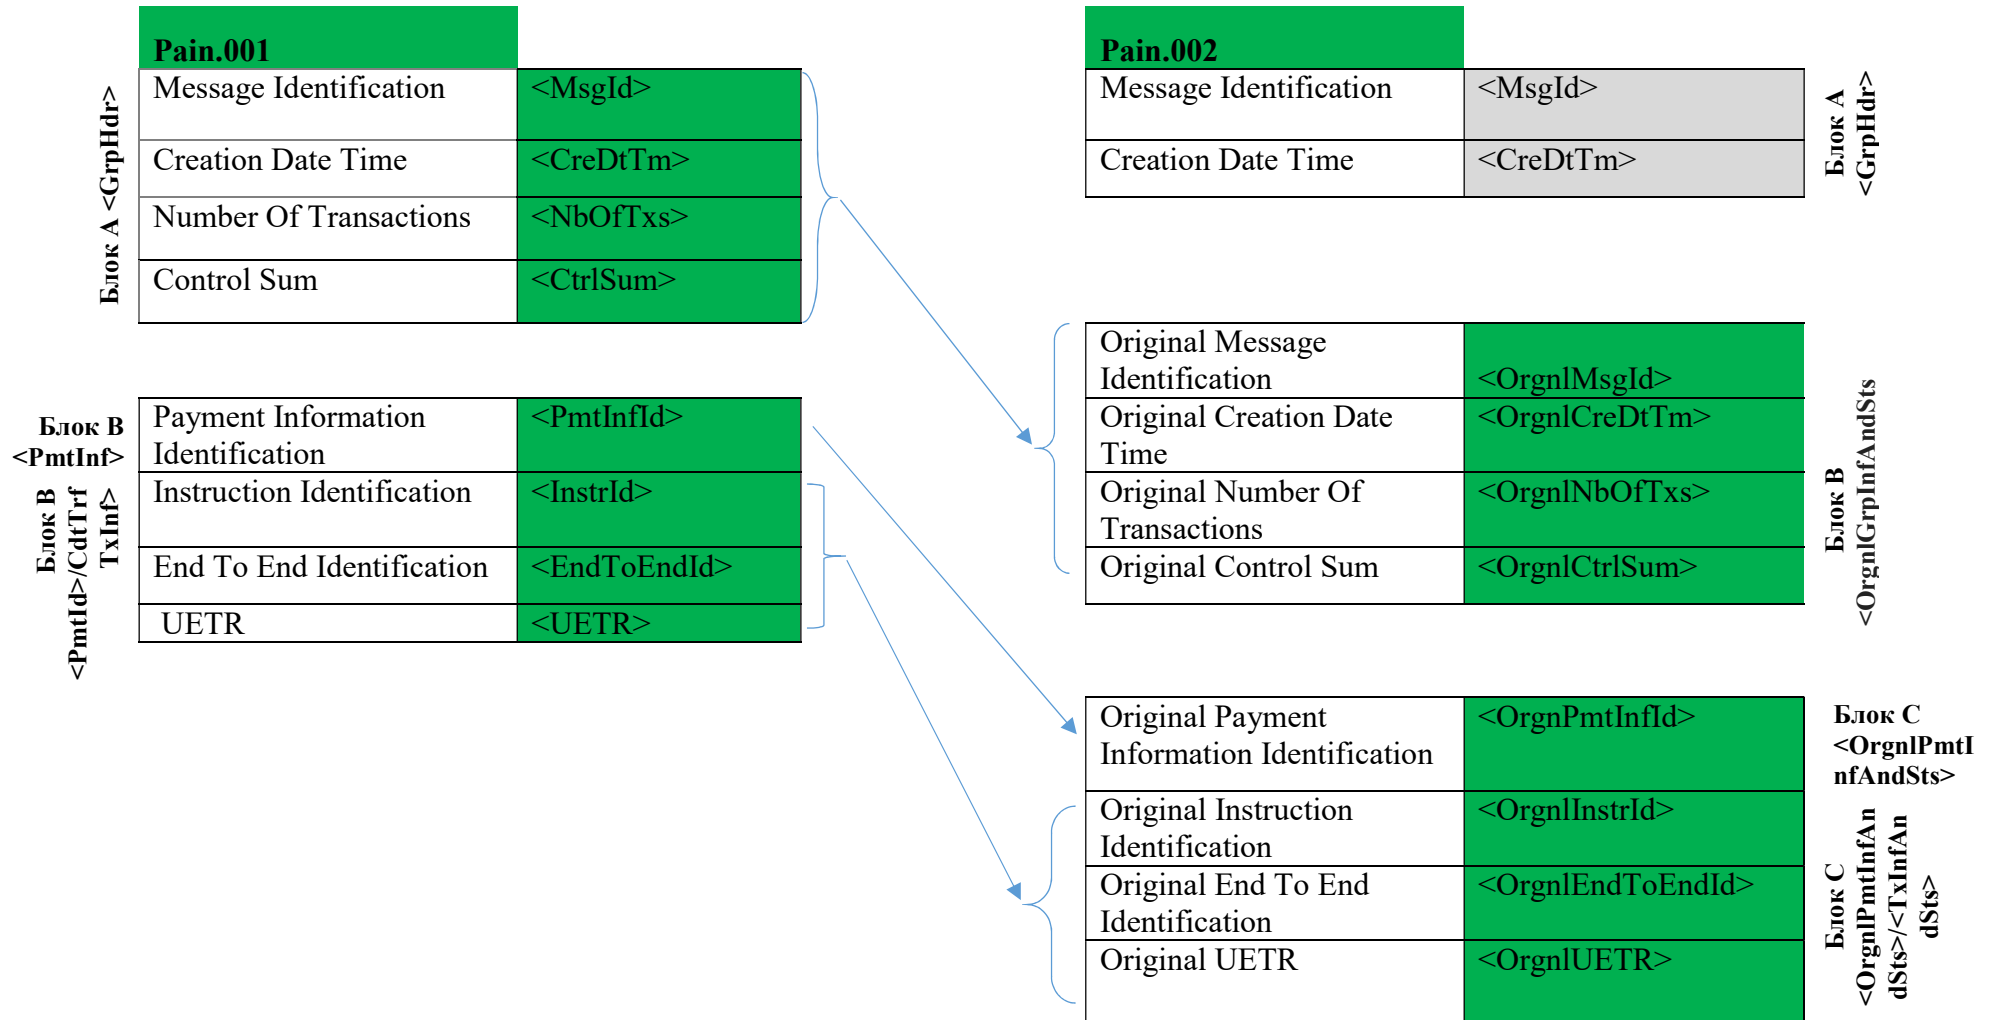 Pain.001
Блок А <GrpHdr>
Message Identification <MsgId>
Creation Date Time <CreDtTm>
Number Of Transactions <NbOfTxs>
Control Sum <CtrlSum>
Блок B
<PmtInf>
Payment Information <PmtInfId>
Identification
Блок B
<PmtId>/CdtTrf
TxInf>
Instruction Identification <InstrId>
End To End Identification <EndToEndId>
UETR <UETR>
Pain.002
Message Identification <MsgId>
Creation Date Time <CreDtTm>
Блок А
<GrpHdr>
Original Message
Identification <OrgnlMsgId>
Original Creation Date <OrgnlCreDtTm>
Time
Original Number Of <OrgnlNbOfTxs>
Transactions
Original Control Sum <OrgnlCtrlSum>
Блок B
<OrgnlGrpInfAndSts
Original Payment <OrgnPmtInfId>
Information Identification
Блок C
<OrgnlPmtI
nfAndSts>
Original Instruction <OrgnlInstrId>
Identification
Original End To End <OrgnlEndToEndId>
Identification
Original UETR <OrgnlUETR>
Блок C
<OrgnlPmtInfAn
dSts>/<TxInfAn
dSts>